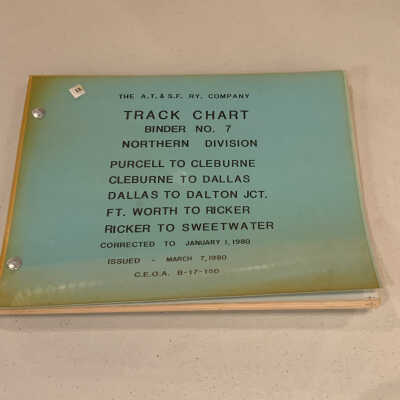 THE A.T. & S.F. RY. COMPANY
TRACK CHART
BINDER NO. 7
NORTHERN DIVISION
PURCELL TO CLEBURNE
CLEBURNE TO DALLAS
DALLAS TO DALTON JCT.
FT. WORTH TO RICKER
RICKER TO SWEETWATER
CORRECTED TO JANUARY 1, 1980
ISSUED - MARCH 7, 1980
C.E.O.A. B-17-150